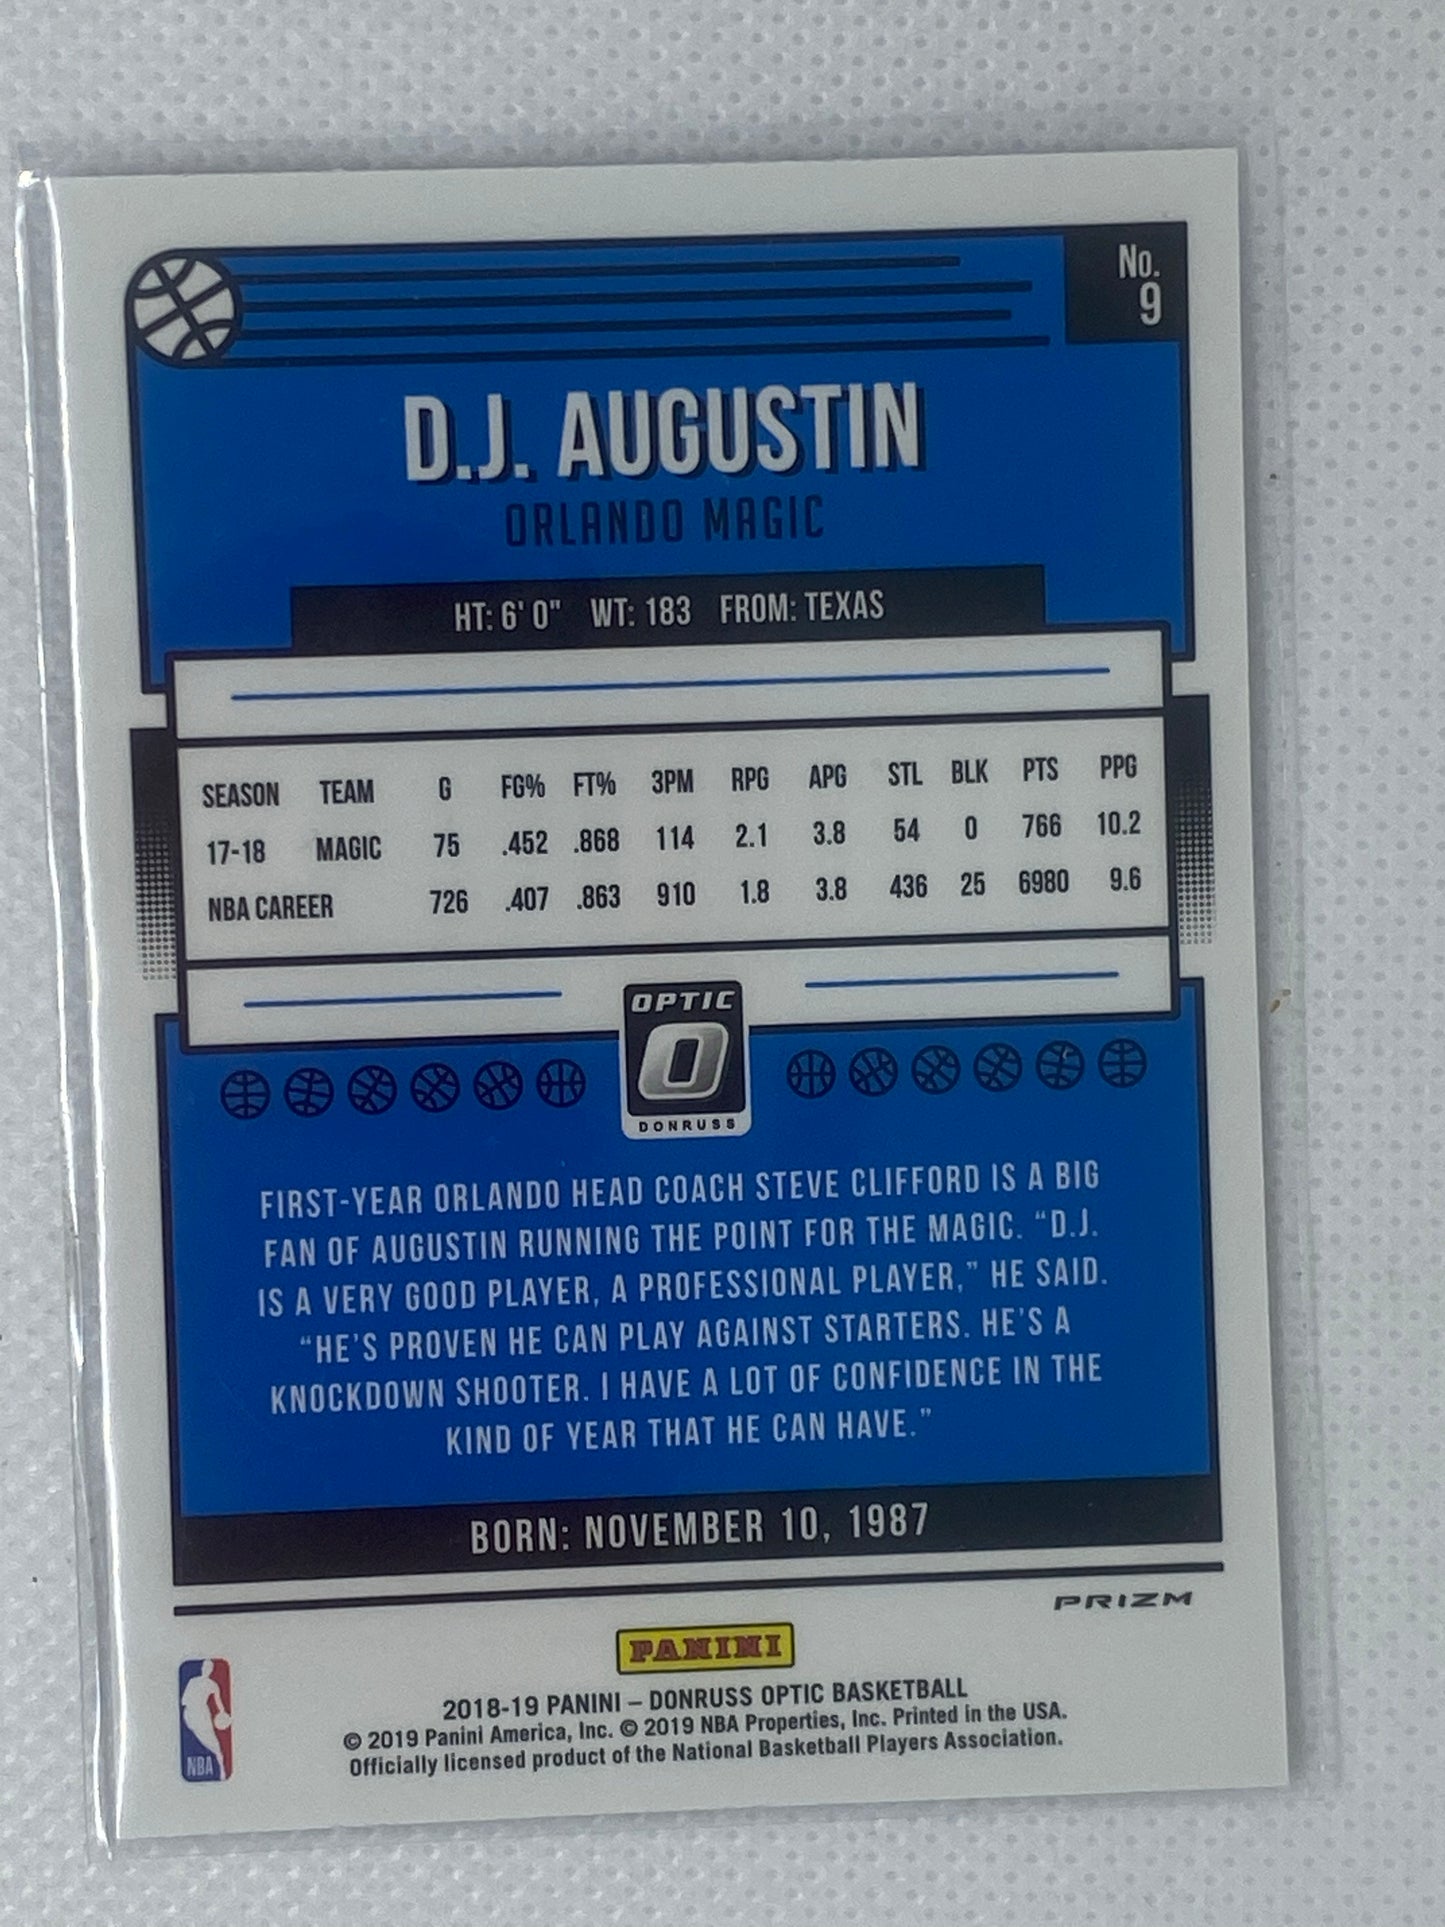 No.
9
D.J. AUGUSTIN
ORLANDO MAGIC
HT: 6' 0" WT: 183 FROM: TEXAS
SEASON TEAM G FG% FT% 3PM RPG APG STL BLK PTS PPG
17-18 MAGIC 75 .452 .868 114 2.1 3.8 54 0 766 10.2
NBA CAREER 726 .407 .863 910 1.8 3.8 436 25 6980 9.6
OPTIC
O
DONRUSS
FIRST-YEAR ORLANDO HEAD COACH STEVE CLIFFORD IS A BIG
FAN OF AUGUSTIN RUNNING THE POINT FOR THE MAGIC. “D.J.
IS A VERY GOOD PLAYER, A PROFESSIONAL PLAYER,” HE SAID.
“HE’S PROVEN HE CAN PLAY AGAINST STARTERS. HE’S A
KNOCKDOWN SHOOTER. I HAVE A LOT OF CONFIDENCE IN THE
KIND OF YEAR THAT HE CAN HAVE.”
BORN: NOVEMBER 10, 1987
PRIZM
PANINI
NBA
2018-19 PANINI – DONRUSS OPTIC BASKETBALL
© 2019 Panini America, Inc. © 2019 NBA Properties, Inc. Printed in the USA.
Officially licensed product of the National Basketball Players Association.